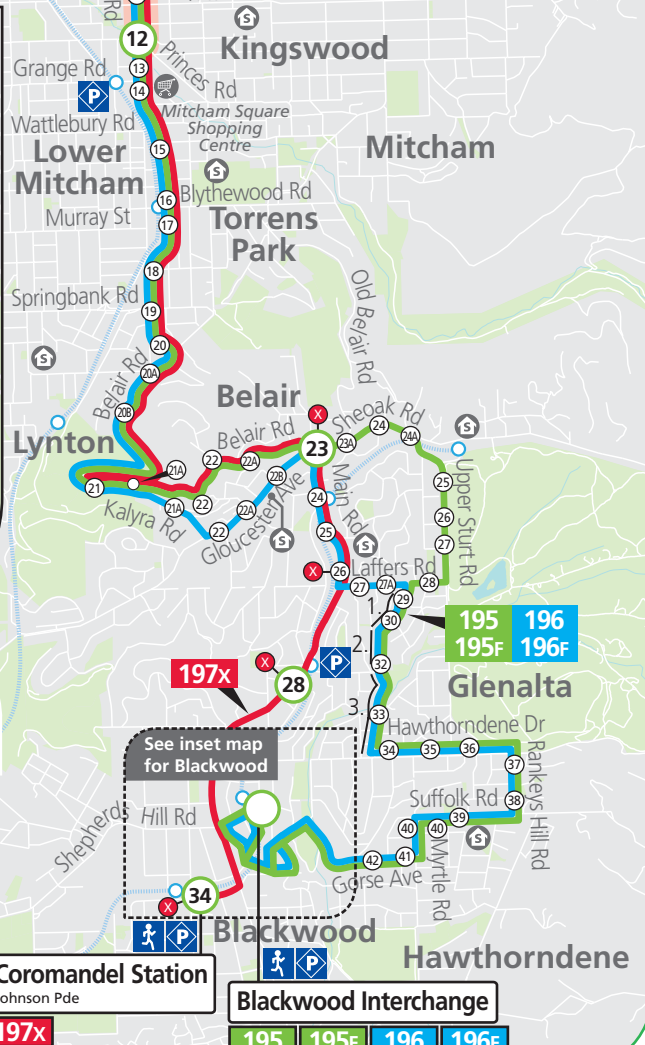 Rd
12
Kingswood
Princes Rd
13
Grange Rd
14
P
Mitcham Square
Shopping
Centre
Wattlebury Rd
15
Lower
Mitcham
Mitcham
S
16
Blythewood Rd
Murray St
17
Torrens
Park
18
Springbank Rd
19
Old Belair Rd
20
S
20A
Belair Rd
20B
Belair
X
Sheoak Rd
24
S
Lynton
Belair Rd
23
23A
24A
21A
22
22A
22B
Main Rd
Upper Sturt Rd
21
22
24
25
Kalyra Rd
21A
22A
22
Gloucester Ave
25
26
S
S
27
X
26
Laffers Rd
27
27A
28
29
1.
30
195
196
195F
196F
2.
32
X
P
197X
28
Glenalta
3.
33
Hawthorndene Dr
34
35
36
See inset map
for Blackwood
37
Rankeys Hill Rd
Suffolk Rd
38
Shepherds Hill Rd
39
40
40
S
Myrtle Rd
42
41
Gorse Ave
34
X
P
Blackwood
P
Hawthorndene
Coromandel Station
Johnson Pde
197X
Blackwood Interchange
195
195F
196
196F